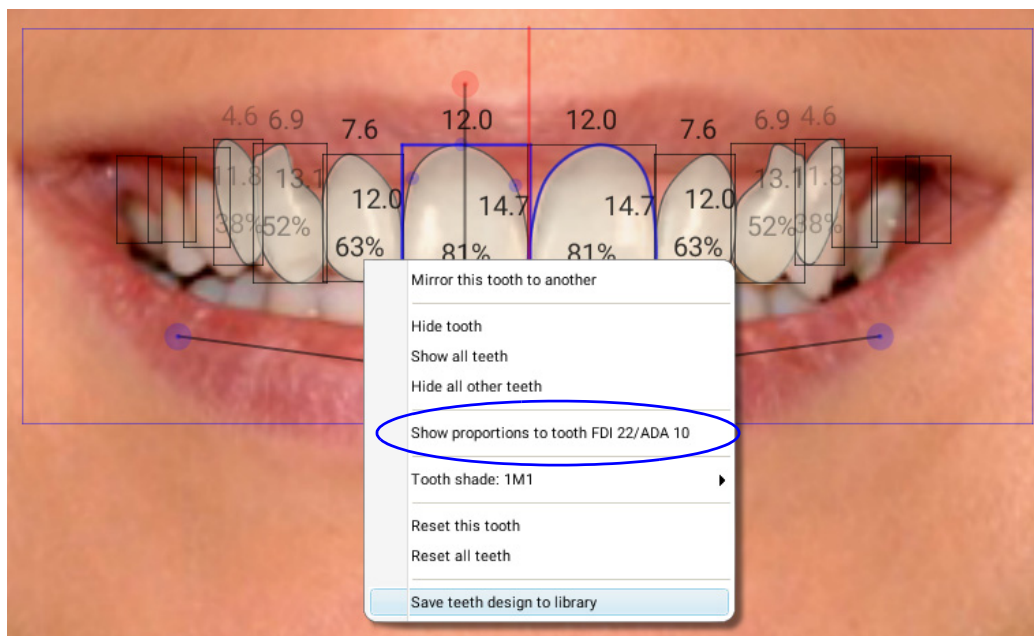 4.6 6.9 7.6 12.0 12.0 7.6 6.9 4.6
11.8 13.1 12.0 14.7 14.7 12.0 13.1 1.8
38% 52% 63% 81% 81% 63% 52% 38%
Mirror this tooth to another
Hide tooth
Show all teeth
Hide all other teeth
Show proportions to tooth FDI 22/ADA 10
Tooth shade: 1M1
Reset this tooth
Reset all teeth
Save teeth design to library